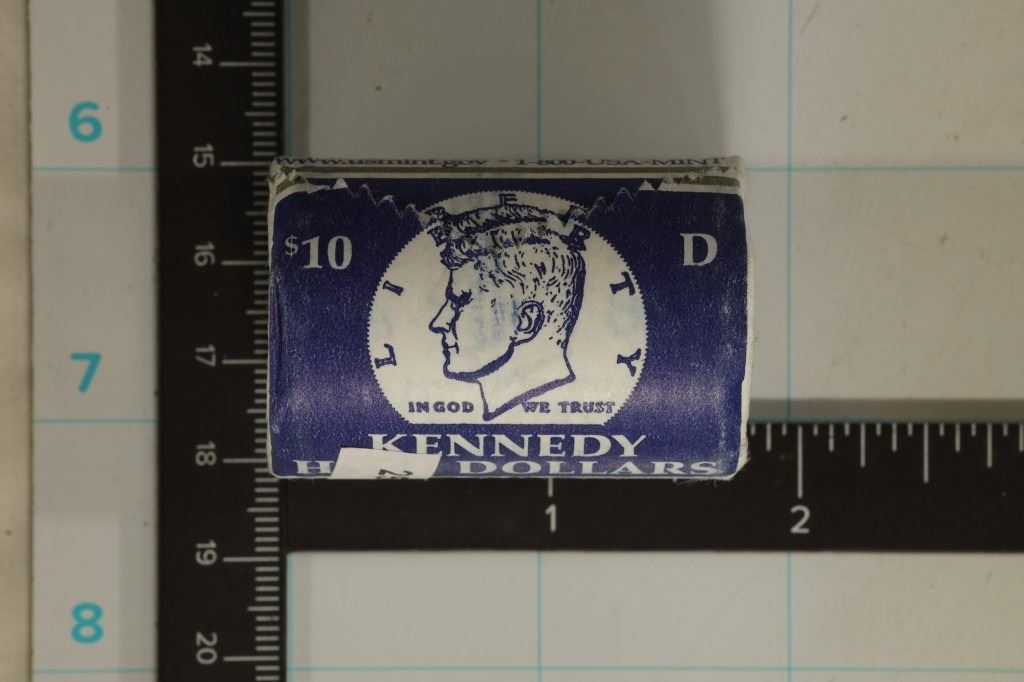 www.usmint.gov • 1-800-USA-MINT
$10
D
LIBERTY
IN GOD WE TRUST
KENNEDY
DOLLARS
6
7
8
14
15
16
17
18
19
20
1
2